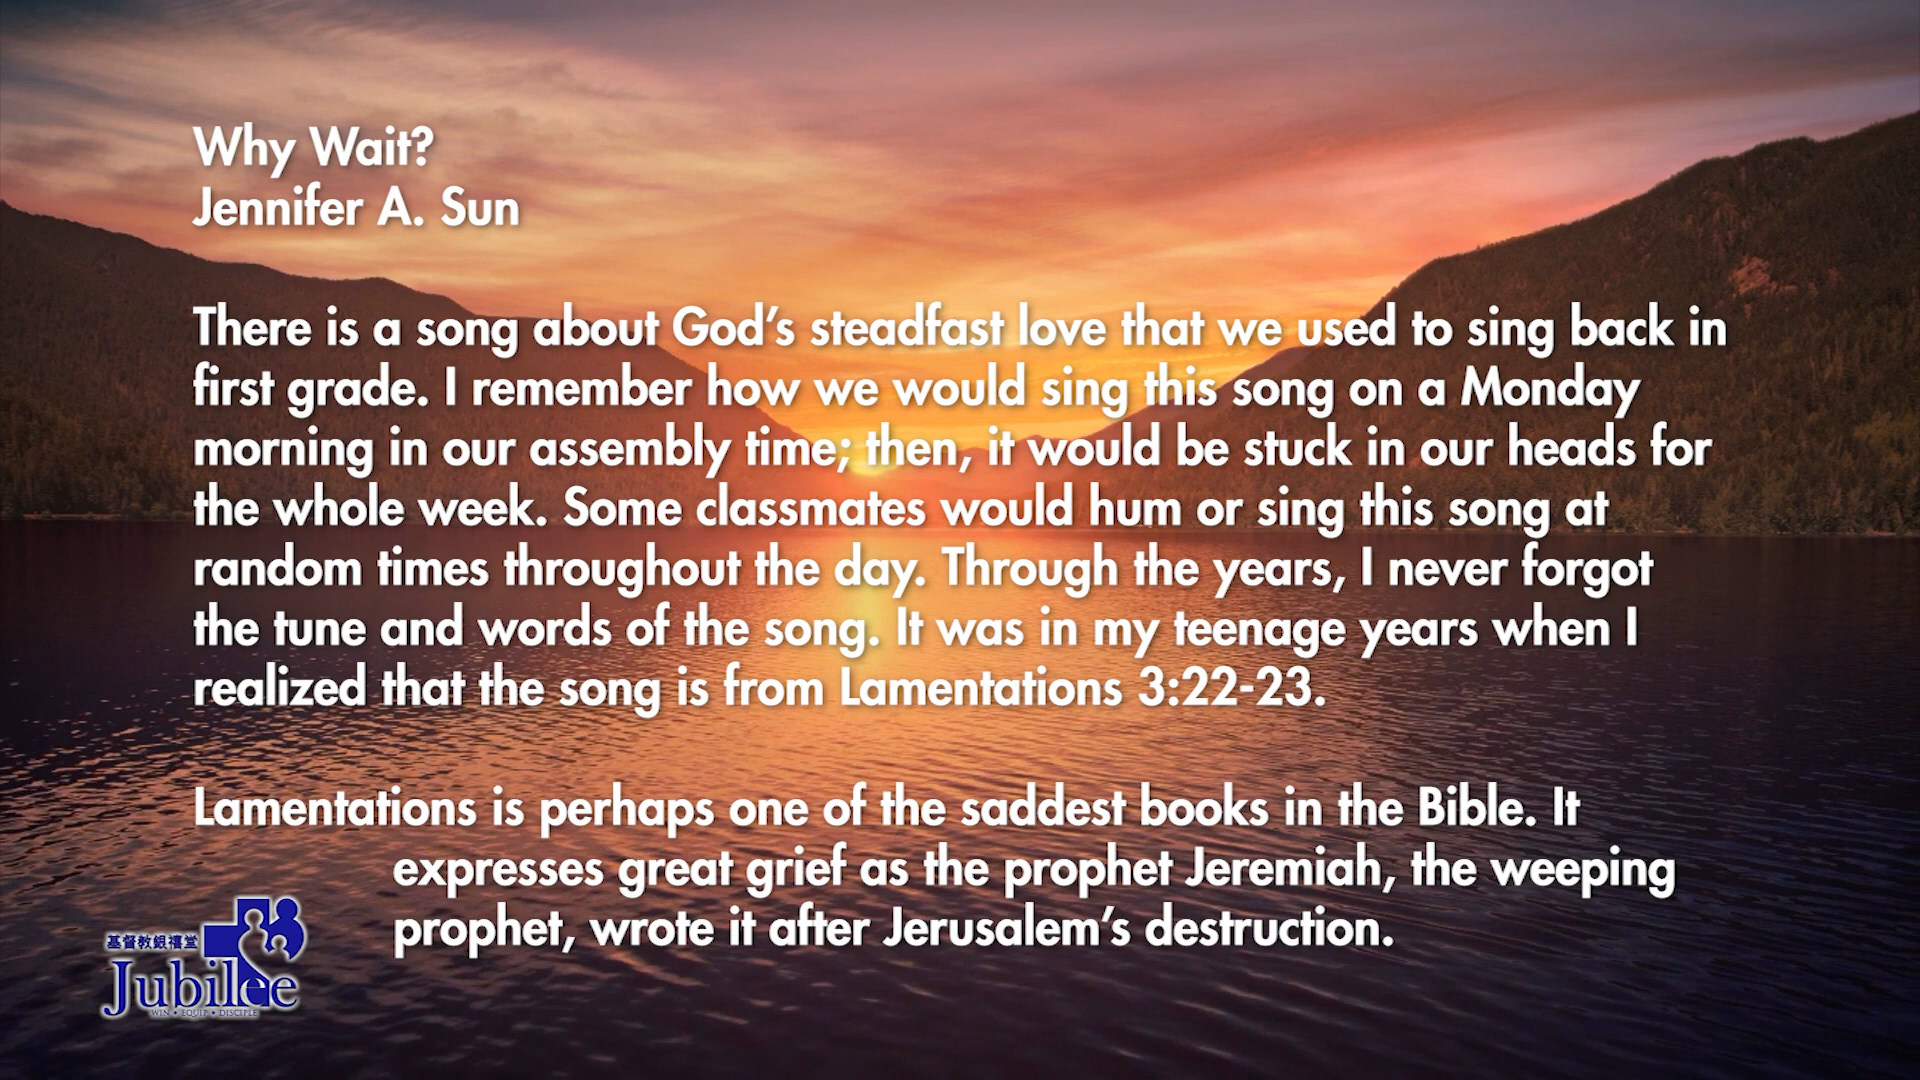 Why Wait?
Jennifer A. Sun
There is a song about God’s steadfast love that we used to sing back in
first grade. I remember how we would sing this song on a Monday
morning in our assembly time; then, it would be stuck in our heads for
the whole week. Some classmates would hum or sing this song at
random times throughout the day. Through the years, I never forgot
the tune and words of the song. It was in my teenage years when I
realized that the song is from Lamentations 3:22-23.
Lamentations is perhaps one of the saddest books in the Bible. It
expresses great grief as the prophet Jeremiah, the weeping
prophet, wrote it after Jerusalem’s destruction.
基督教銀禧堂
Jubilee
WIN • EQUIP • DISCIPLE